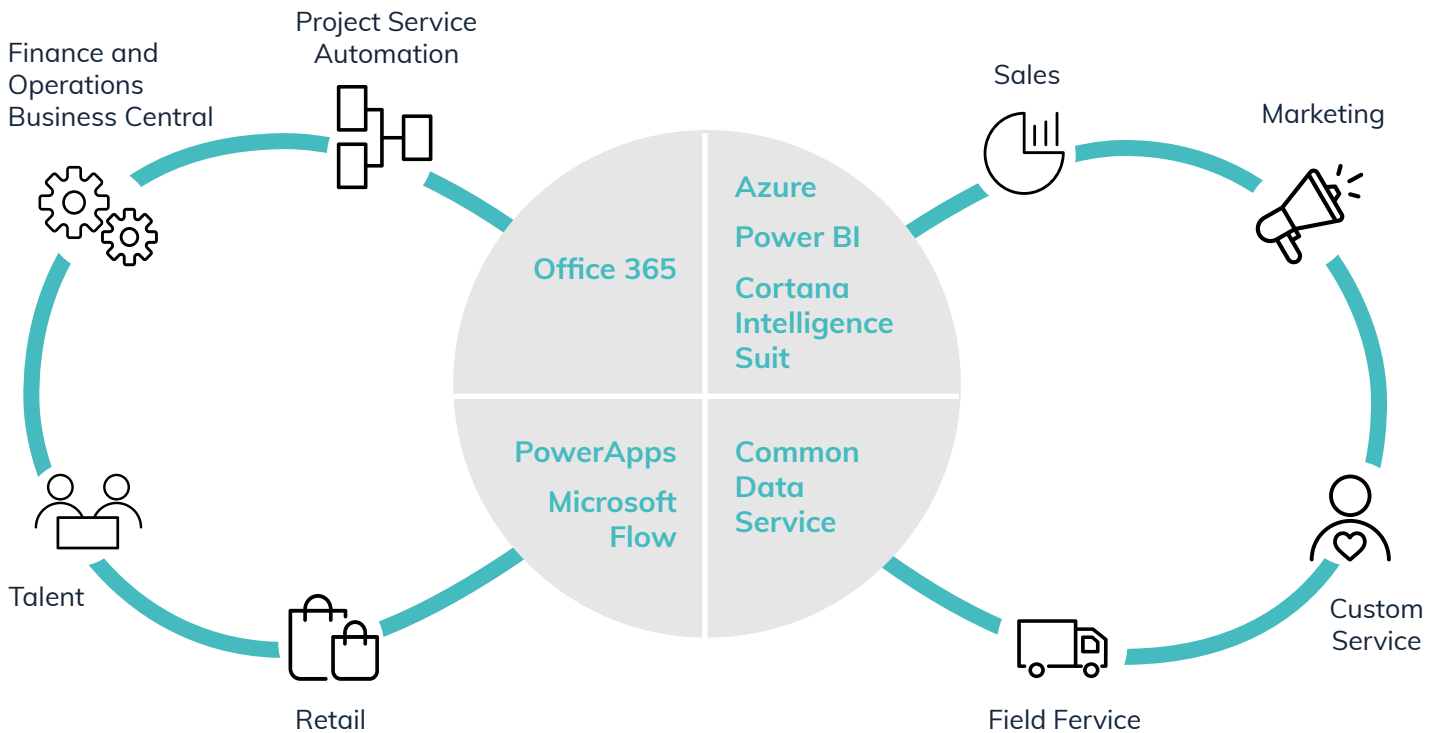 Project Service
Automation
Finance and
Operations
Business Central
Sales
Marketing
Azure
Power BI
Office 365
Cortana
Intelligence
Suit
PowerApps
Microsoft
Flow
Common
Data
Service
Talent
Custom
Service
Retail
Field Fervice